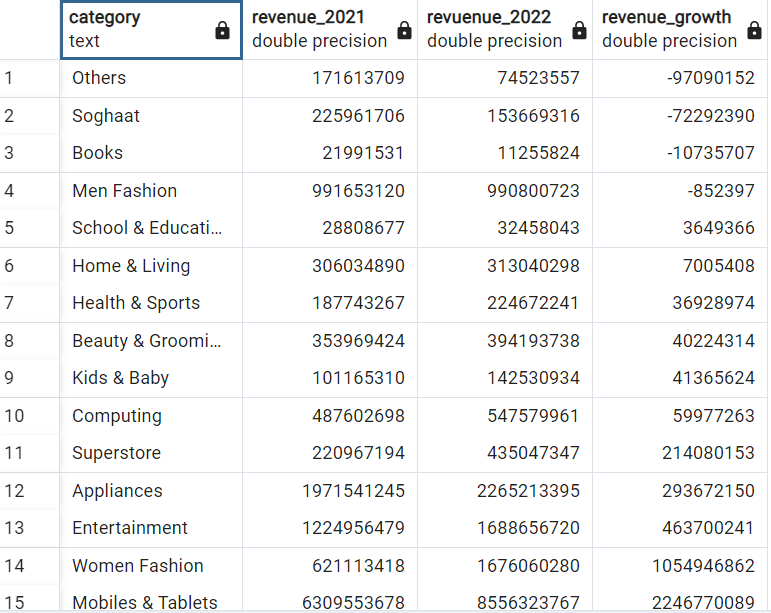 category revenue_2021 revuenue_2022 revenue_growth
text double precision double precision double precision
1 Others 171613709 74523557 -97090152
2 Soghaat 225961706 153669316 -72292390
3 Books 21991531 11255824 -10735707
4 Men Fashion 991653120 990800723 -852397
5 School & Educati... 28808677 32458043 3649366
6 Home & Living 306034890 313040298 7005408
7 Health & Sports 187743267 224672241 36928974
8 Beauty & Groomi... 353969424 394193738 40224314
9 Kids & Baby 101165310 142530934 41365624
10 Computing 487602698 547579961 59977263
11 Superstore 220967194 435047347 214080153
12 Appliances 1971541245 2265213395 293672150
13 Entertainment 1224956479 1688656720 463700241
14 Women Fashion 621113418 1676060280 1054946862
15 Mobiles & Tablets 6309553678 8556323767 2246770089